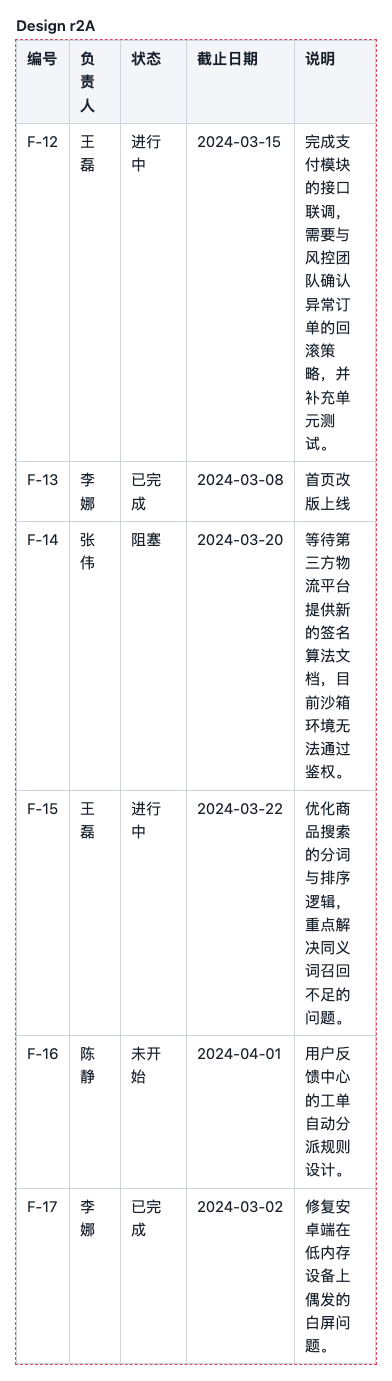 Design r2A
编号 负 状态 截止日期 说明
责
人
F-12 王 进行 2024-03-15 完成支
磊 中 付模块
的接口
联调，
需要与
风控团
队确认
异常订
单的回
滚策
略，并
补充单
元测
试。
F-13 李 已完 2024-03-08 首页改
娜 成 版上线
F-14 张 阻塞 2024-03-20 等待第
伟 三方物
流平台
提供新
的签名
算法文
档，目
前沙箱
环境无
法通过
鉴权。
F-15 王 进行 2024-03-22 优化商
磊 中 品搜索
的分词
与排序
逻辑，
重点解
决同义
词召回
不足的
问题。
F-16 陈 未开 2024-04-01 用户反
静 始 馈中心
的工单
自动分
派规则
设计。
F-17 李 已完 2024-03-02 修复安
娜 成 卓端在
低内存
设备上
偶发的
白屏问
题。